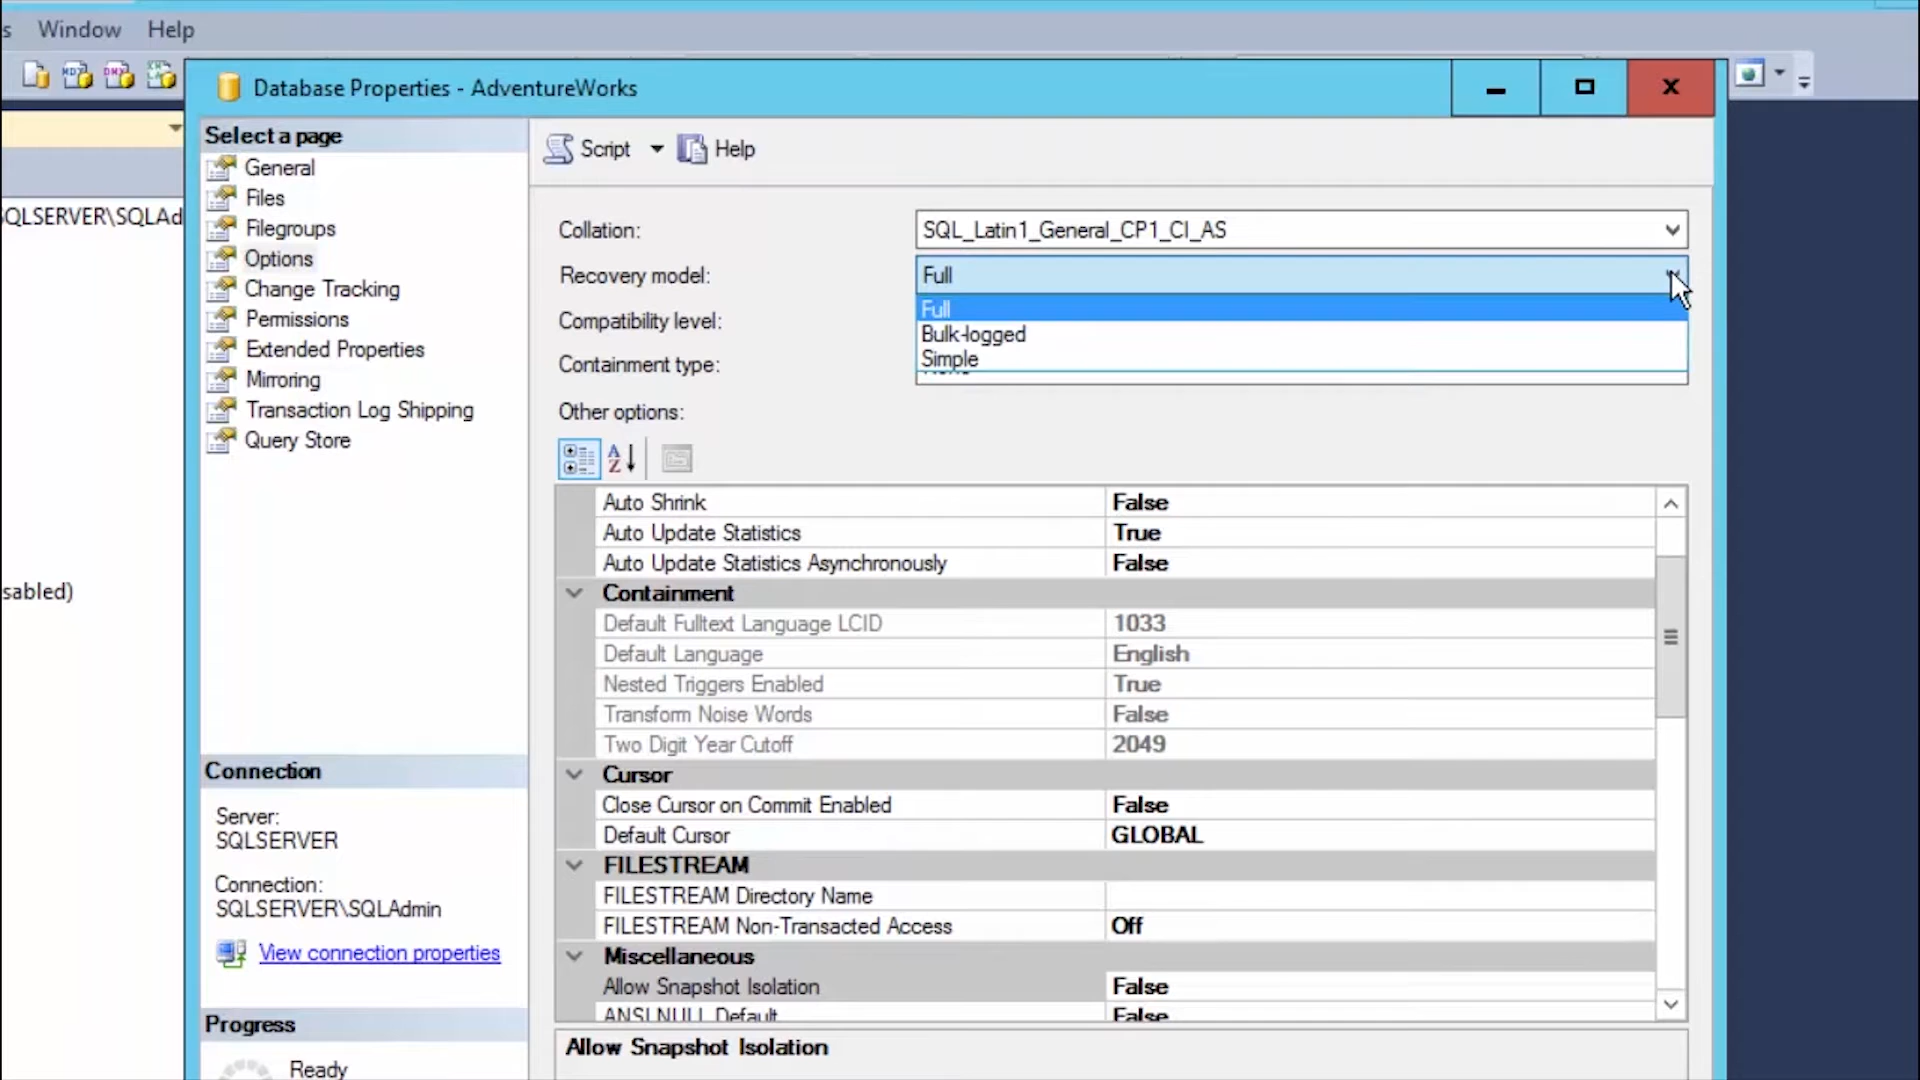 s Window Help
Database Properties - AdventureWorks
Select a page
General
Files
Filegroups
Options
Change Tracking
Permissions
Extended Properties
Mirroring
Transaction Log Shipping
Query Store
SQLSERVER\SQLAd
sabled)
Script Help
Collation: SQL_Latin1_General_CP1_CI_AS
Recovery model: Full
Full
Bulk-logged
Simple
Compatibility level:
Containment type:
Other options:
Auto Shrink False
Auto Update Statistics True
Auto Update Statistics Asynchronously False
Containment
Default Fulltext Language LCID 1033
Default Language English
Nested Triggers Enabled True
Transform Noise Words False
Two Digit Year Cutoff 2049
Cursor
Close Cursor on Commit Enabled False
Default Cursor GLOBAL
FILESTREAM
FILESTREAM Directory Name
FILESTREAM Non-Transacted Access Off
Miscellaneous
Allow Snapshot Isolation False
ANSI NULL Default False
Allow Snapshot Isolation
Connection
Server:
SQLSERVER
Connection:
SQLSERVER\SQLAdmin
View connection properties
Progress
Ready